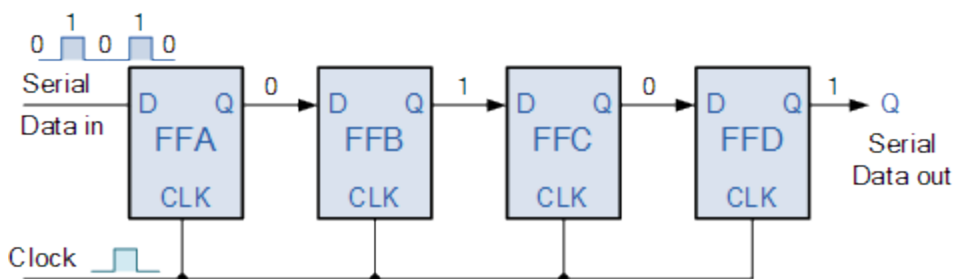 0 1 0 1 0
Serial
Data in
D Q 0 D Q 1 D Q 0 D Q 1 Q
FFA FFB FFC FFD
Serial
Data out
CLK CLK CLK CLK
Clock